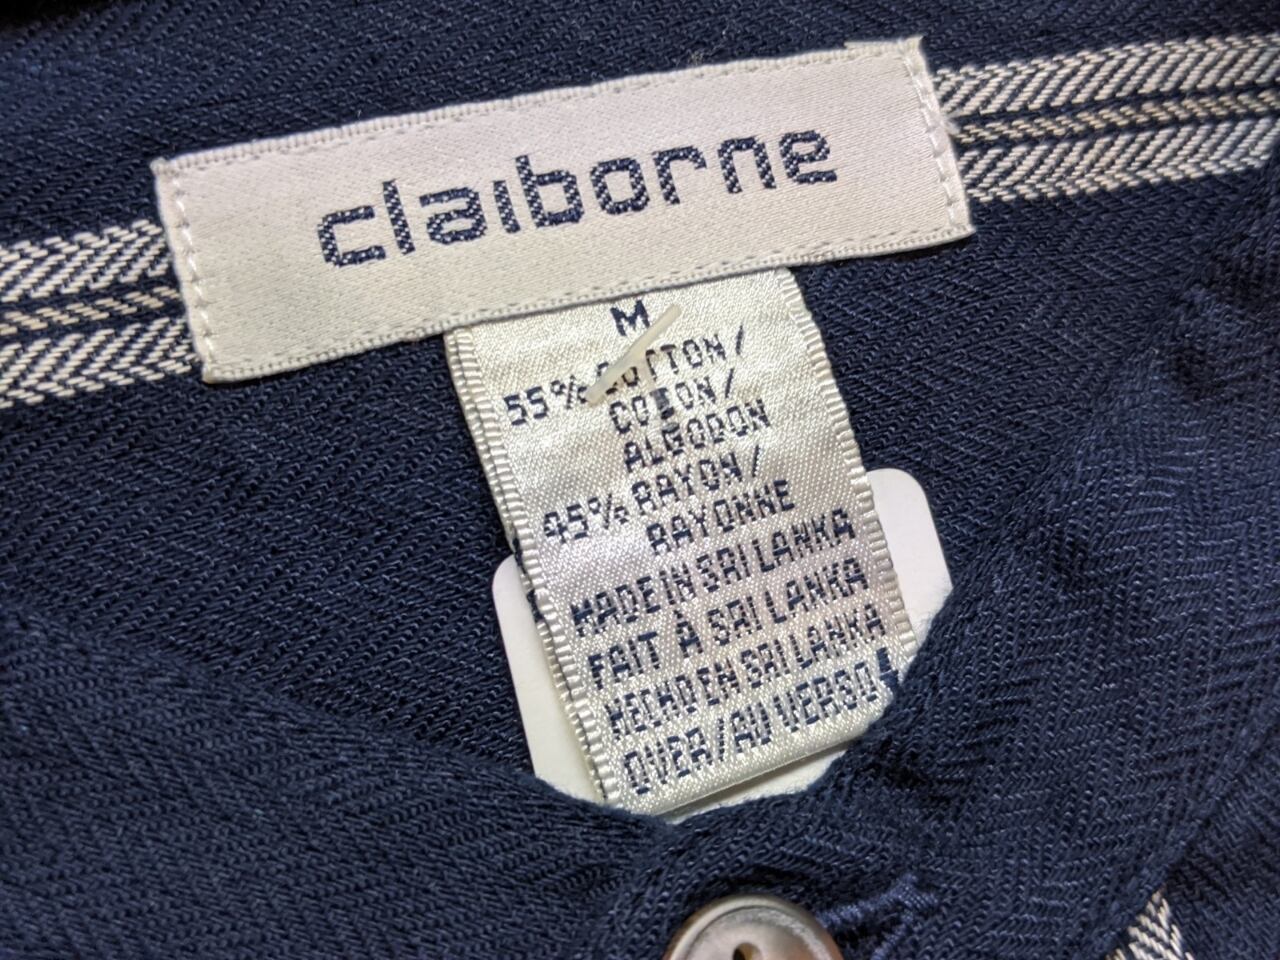 claiborne
M
55% COTTON/
COTON/
ALGODON
45% RAYON/
RAYONNE
MADE IN SRI LANKA
FAIT À SRI LANKA
HECHO EN SRI LANKA
OVER/AU VERSO